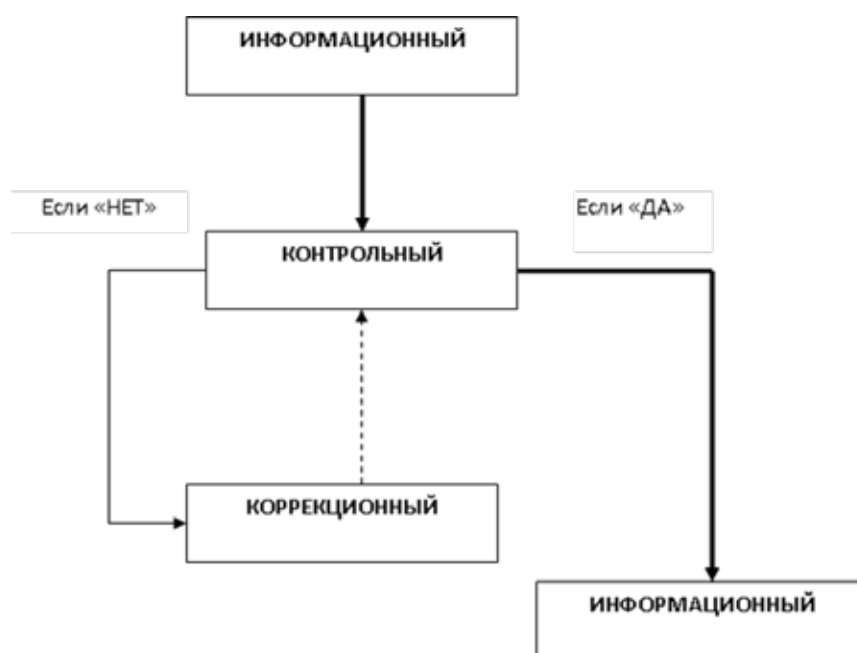 ИНФОРМАЦИОННЫЙ
Если «НЕТ»
Если «ДА»
КОНТРОЛЬНЫЙ
КОРРЕКЦИОННЫЙ
ИНФОРМАЦИОННЫЙ